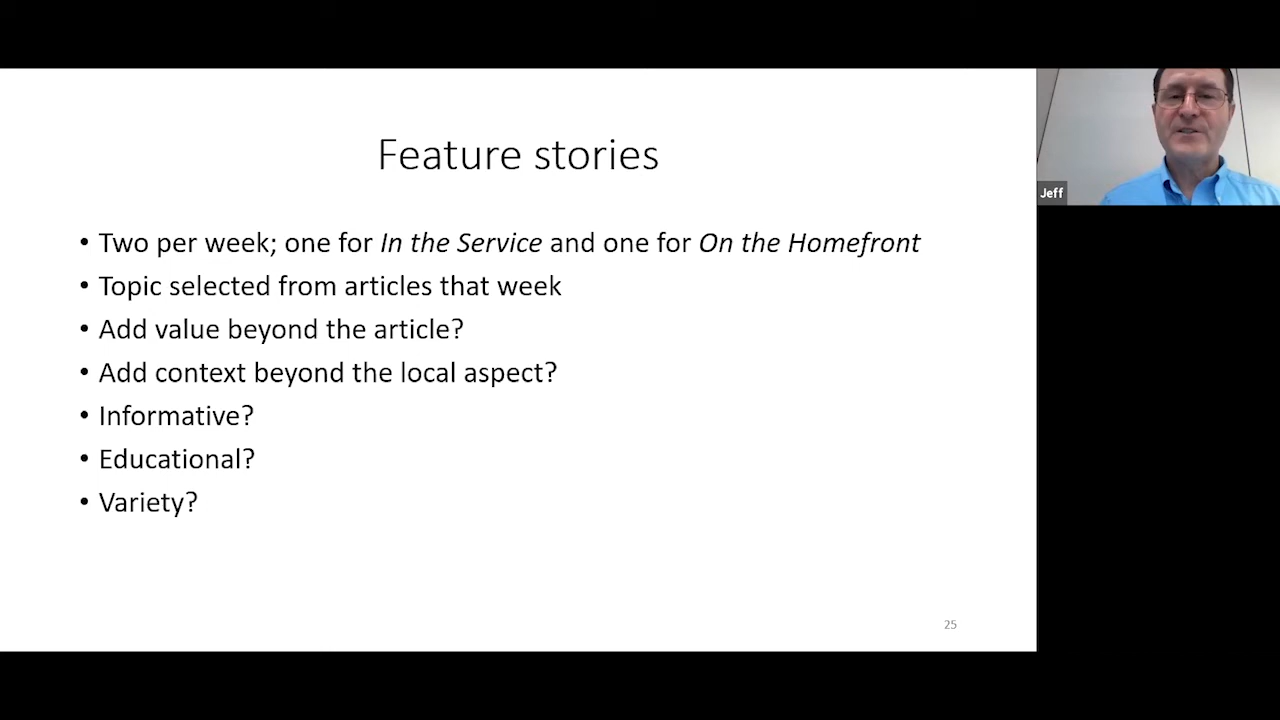 Feature stories
• Two per week; one for In the Service and one for On the Homefront
• Topic selected from articles that week
• Add value beyond the article?
• Add context beyond the local aspect?
• Informative?
• Educational?
• Variety?
25
Jeff